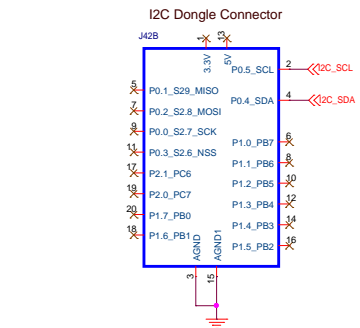 I2C Dongle Connector
J42B
1
13
3.3V
5V
P0.5_SCL
2
I2C_SCL
5
P0.1_S29_MISO
P0.4_SDA
4
I2C_SDA
7
P0.2_S2.8_MOSI
9
P0.0_S2.7_SCK
P1.0_PB7
6
11
P0.3_S2.6_NSS
P1.1_PB6
8
17
P2.1_PC6
P1.2_PB5
10
19
P2.0_PC7
P1.3_PB4
12
20
P1.7_PB0
P1.4_PB3
14
18
P1.6_PB1
P1.5_PB2
16
AGND
AGND1
3
15